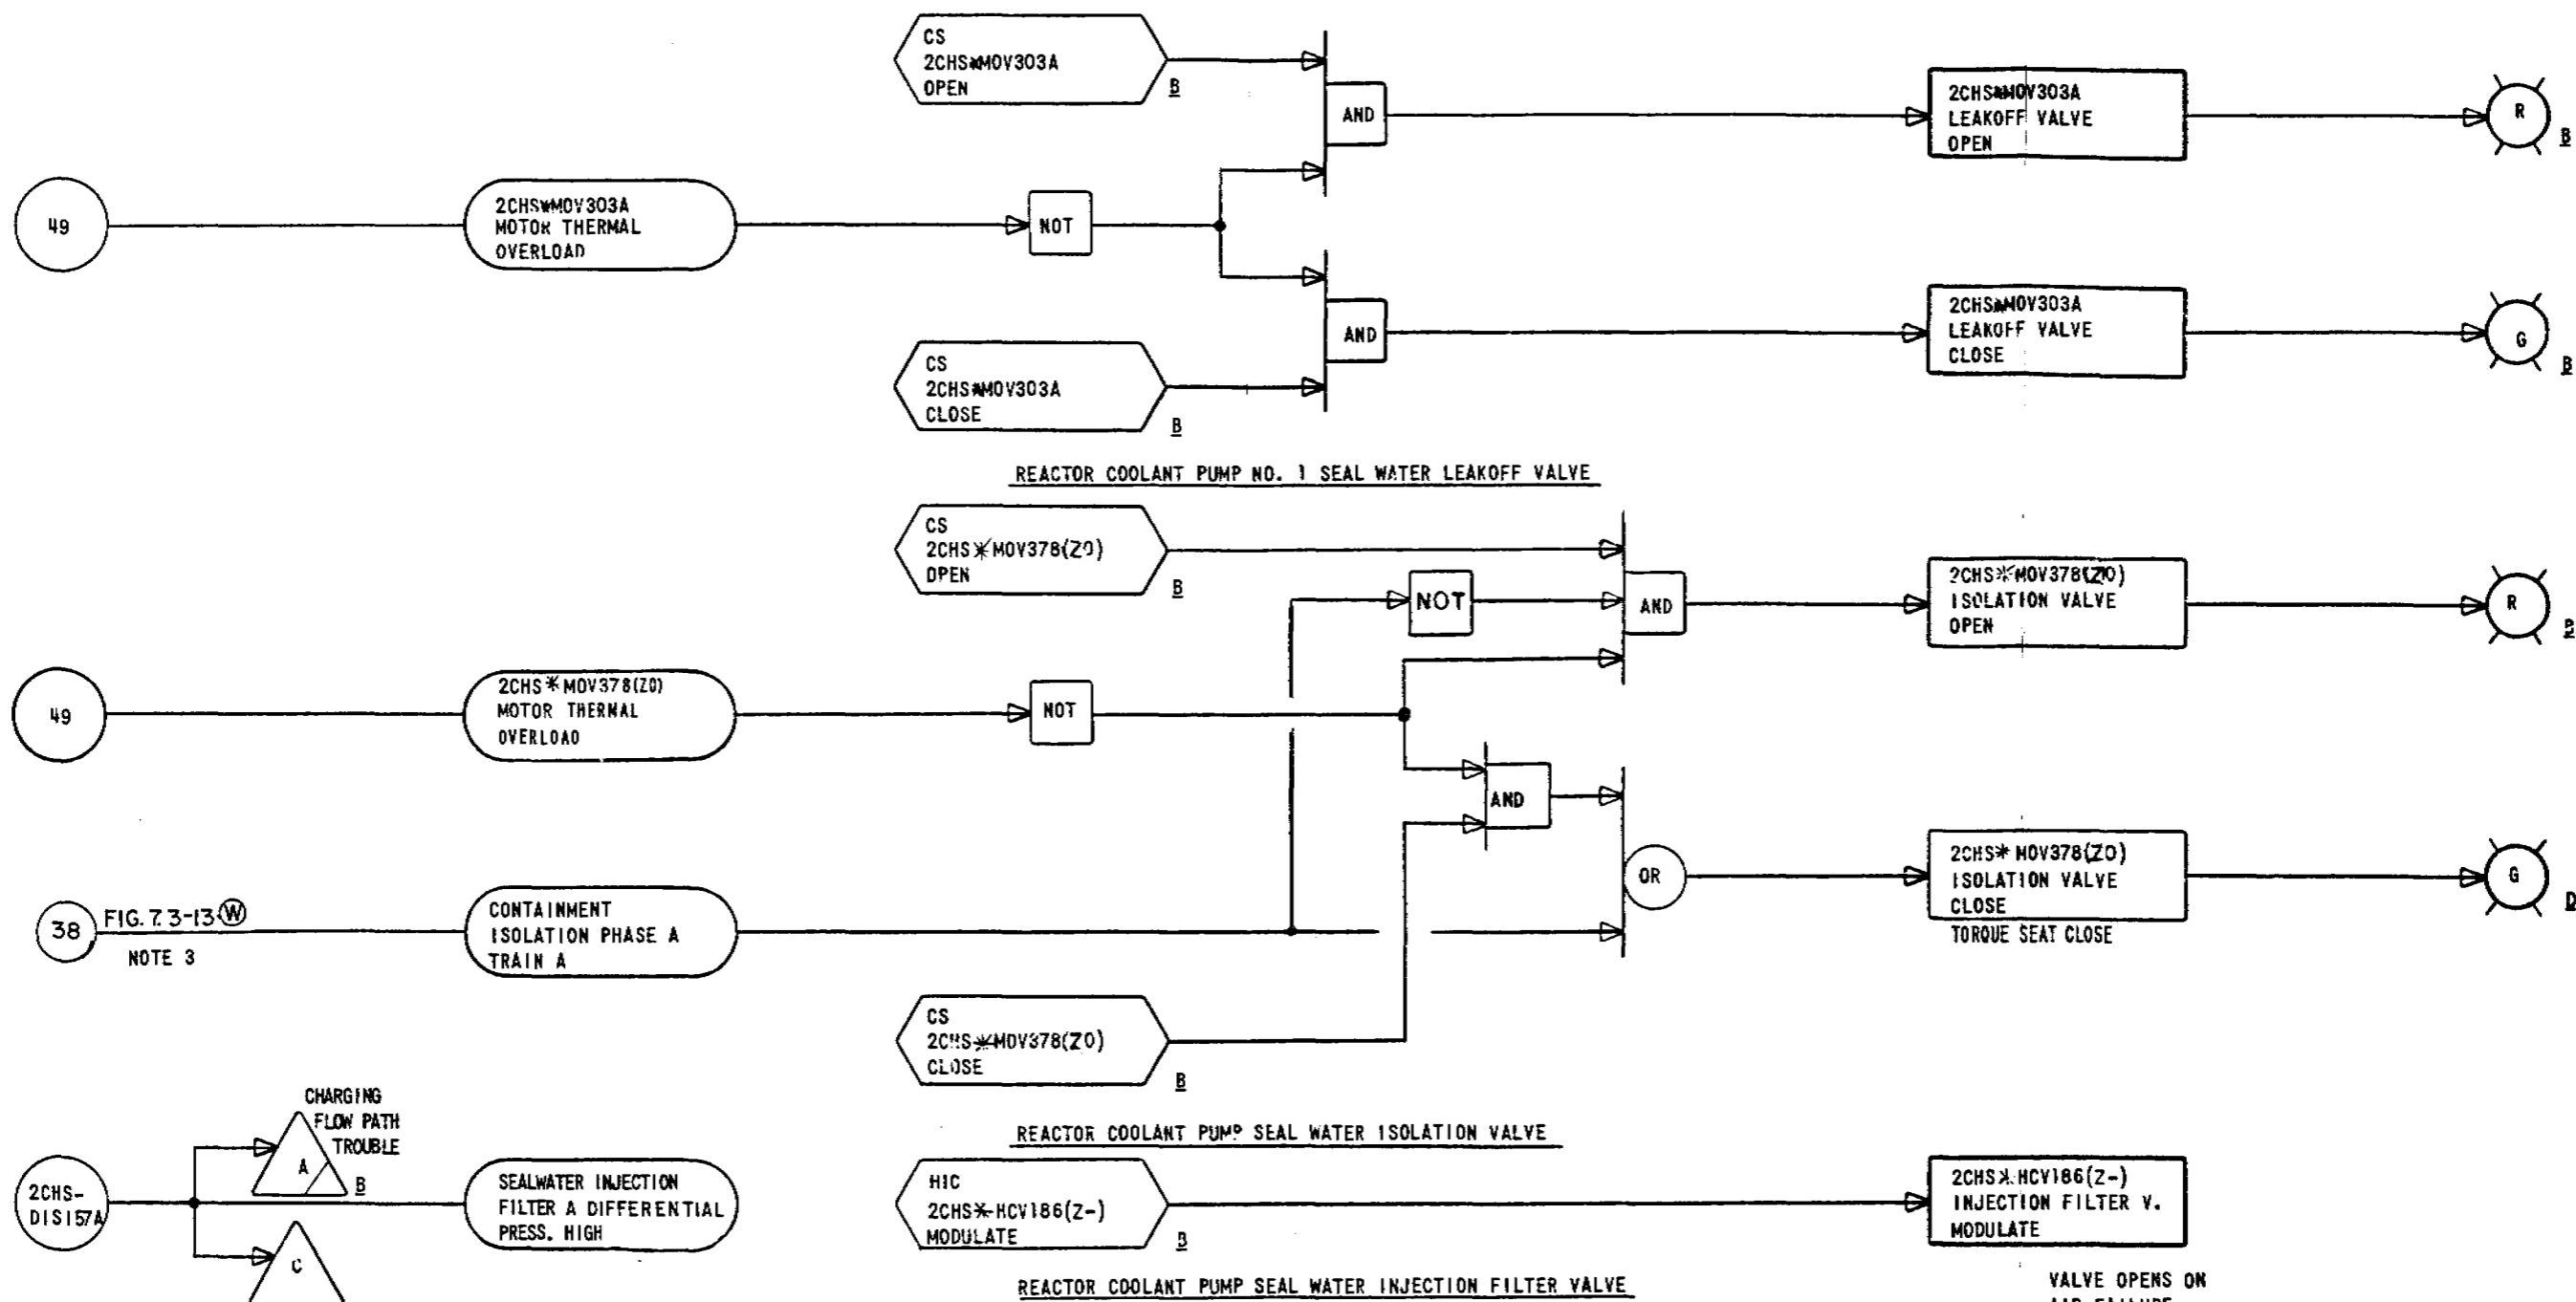 CS
2CHS*MOV303A
OPEN
B
AND
2CHS*MOV303A
LEAKOFF VALVE
OPEN
R
B
49
2CHS*MOV303A
MOTOR THERMAL
OVERLOAD
NOT
AND
2CHS*MOV303A
LEAKOFF VALVE
CLOSE
G
B
CS
2CHS*MOV303A
CLOSE
B
REACTOR COOLANT PUMP NO. 1 SEAL WATER LEAKOFF VALVE
CS
2CHS*MOV378(ZO)
OPEN
B
NOT
AND
2CHS*MOV378(ZO)
ISOLATION VALVE
OPEN
R
B
49
2CHS*MOV378(ZO)
MOTOR THERMAL
OVERLOAD
NOT
AND
OR
2CHS*MOV378(ZO)
ISOLATION VALVE
CLOSE
TORQUE SEAT CLOSE
G
38
FIG. 7.3-13 W
NOTE 3
CONTAINMENT
ISOLATION PHASE A
TRAIN A
CS
2CHS*MOV378(ZO)
CLOSE
B
REACTOR COOLANT PUMP SEAL WATER ISOLATION VALVE
CHARGING
FLOW PATH
TROUBLE
A
B
2CHS-
DIS157A
C
SEALWATER INJECTION
FILTER A DIFFERENTIAL
PRESS. HIGH
HIC
2CHS*HCV186(Z-)
MODULATE
B
2CHS*HCV186(Z-)
INJECTION FILTER V.
MODULATE
REACTOR COOLANT PUMP SEAL WATER INJECTION FILTER VALVE
VALVE OPENS ON